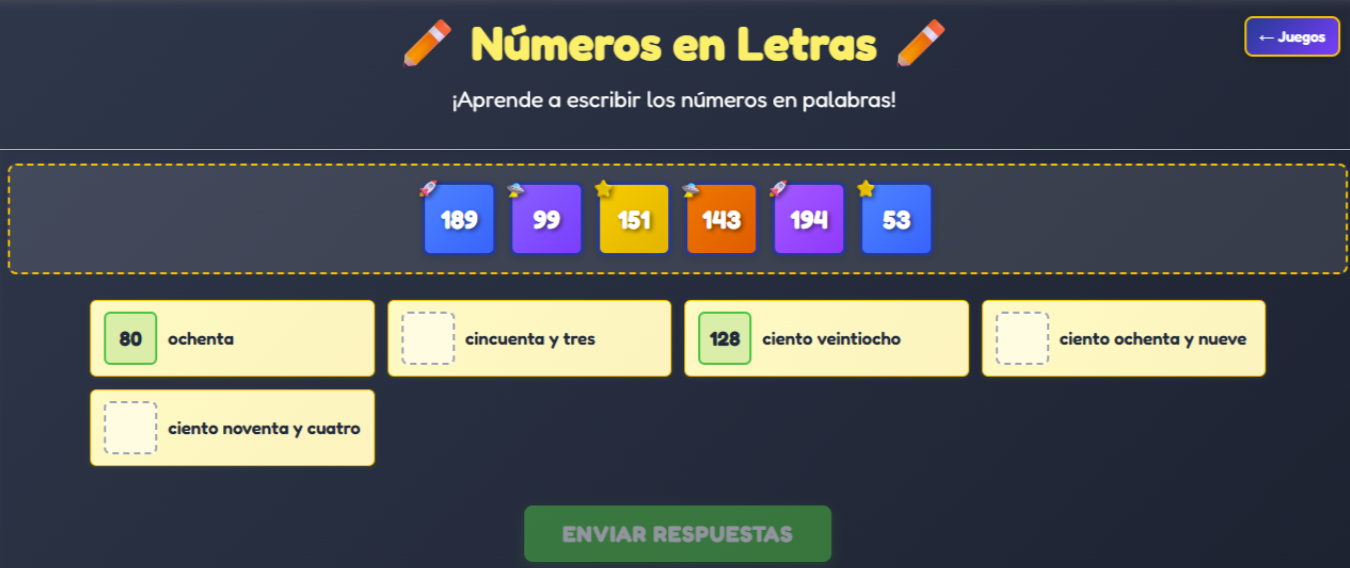 Números en Letras
← Juegos
¡Aprende a escribir los números en palabras!
189 99 151 143 194 53
80 ochenta
cincuenta y tres
128 ciento veintiocho
ciento ochenta y nueve
ciento noventa y cuatro
ENVIAR RESPUESTAS